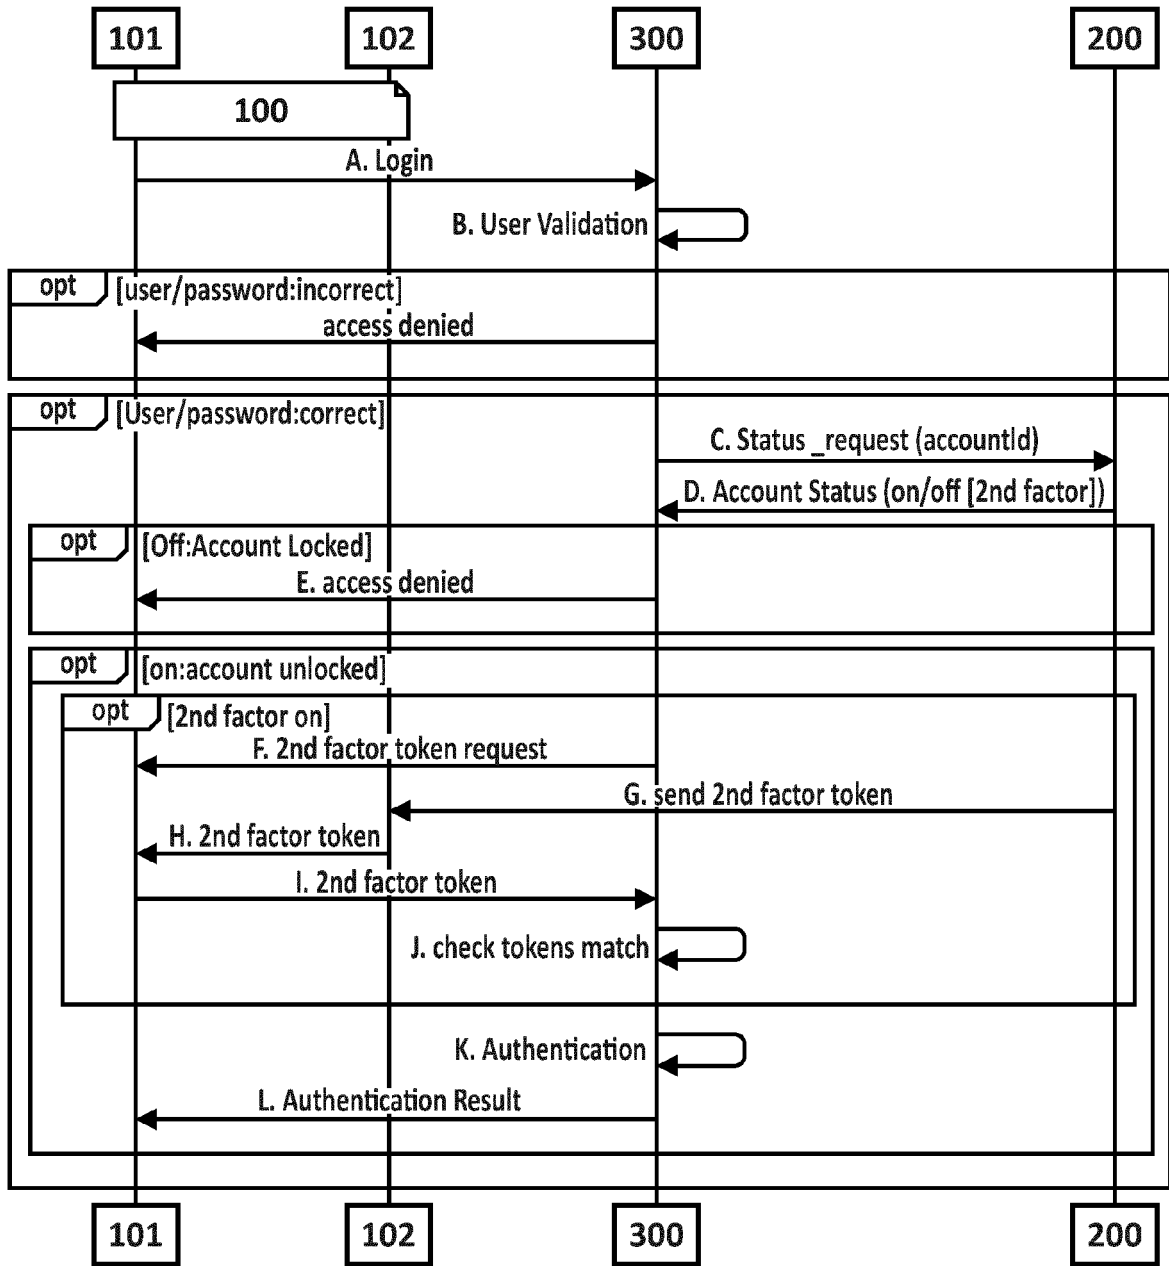 101 102 300 200
100
A. Login
B. User Validation
opt [user/password:incorrect]
access denied
opt [User/password:correct]
C. Status _request (accountId)
D. Account Status (on/off [2nd factor])
opt [Off:Account Locked]
E. access denied
opt [on:account unlocked]
opt [2nd factor on]
F. 2nd factor token request
G. send 2nd factor token
H. 2nd factor token
I. 2nd factor token
J. check tokens match
K. Authentication
L. Authentication Result
101 102 300 200